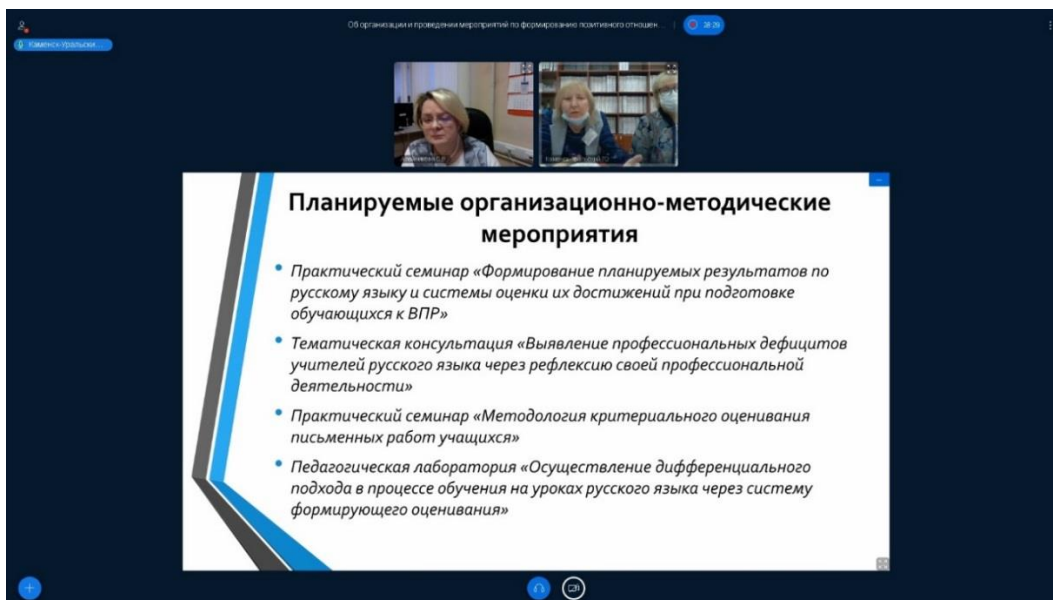 Об организации и проведении мероприятий по формированию позитивного отношен...
38:29
Каменск-Уральски...
Планируемые организационно-методические
мероприятия
• Практический семинар «Формирование планируемых результатов по
русскому языку и системы оценки их достижений при подготовке
обучающихся к ВПР»
• Тематическая консультация «Выявление профессиональных дефицитов
учителей русского языка через рефлексию своей профессиональной
деятельности»
• Практический семинар «Методология критериального оценивания
письменных работ учащихся»
• Педагогическая лаборатория «Осуществление дифференциального
подхода в процессе обучения на уроках русского языка через систему
формирующего оценивания»